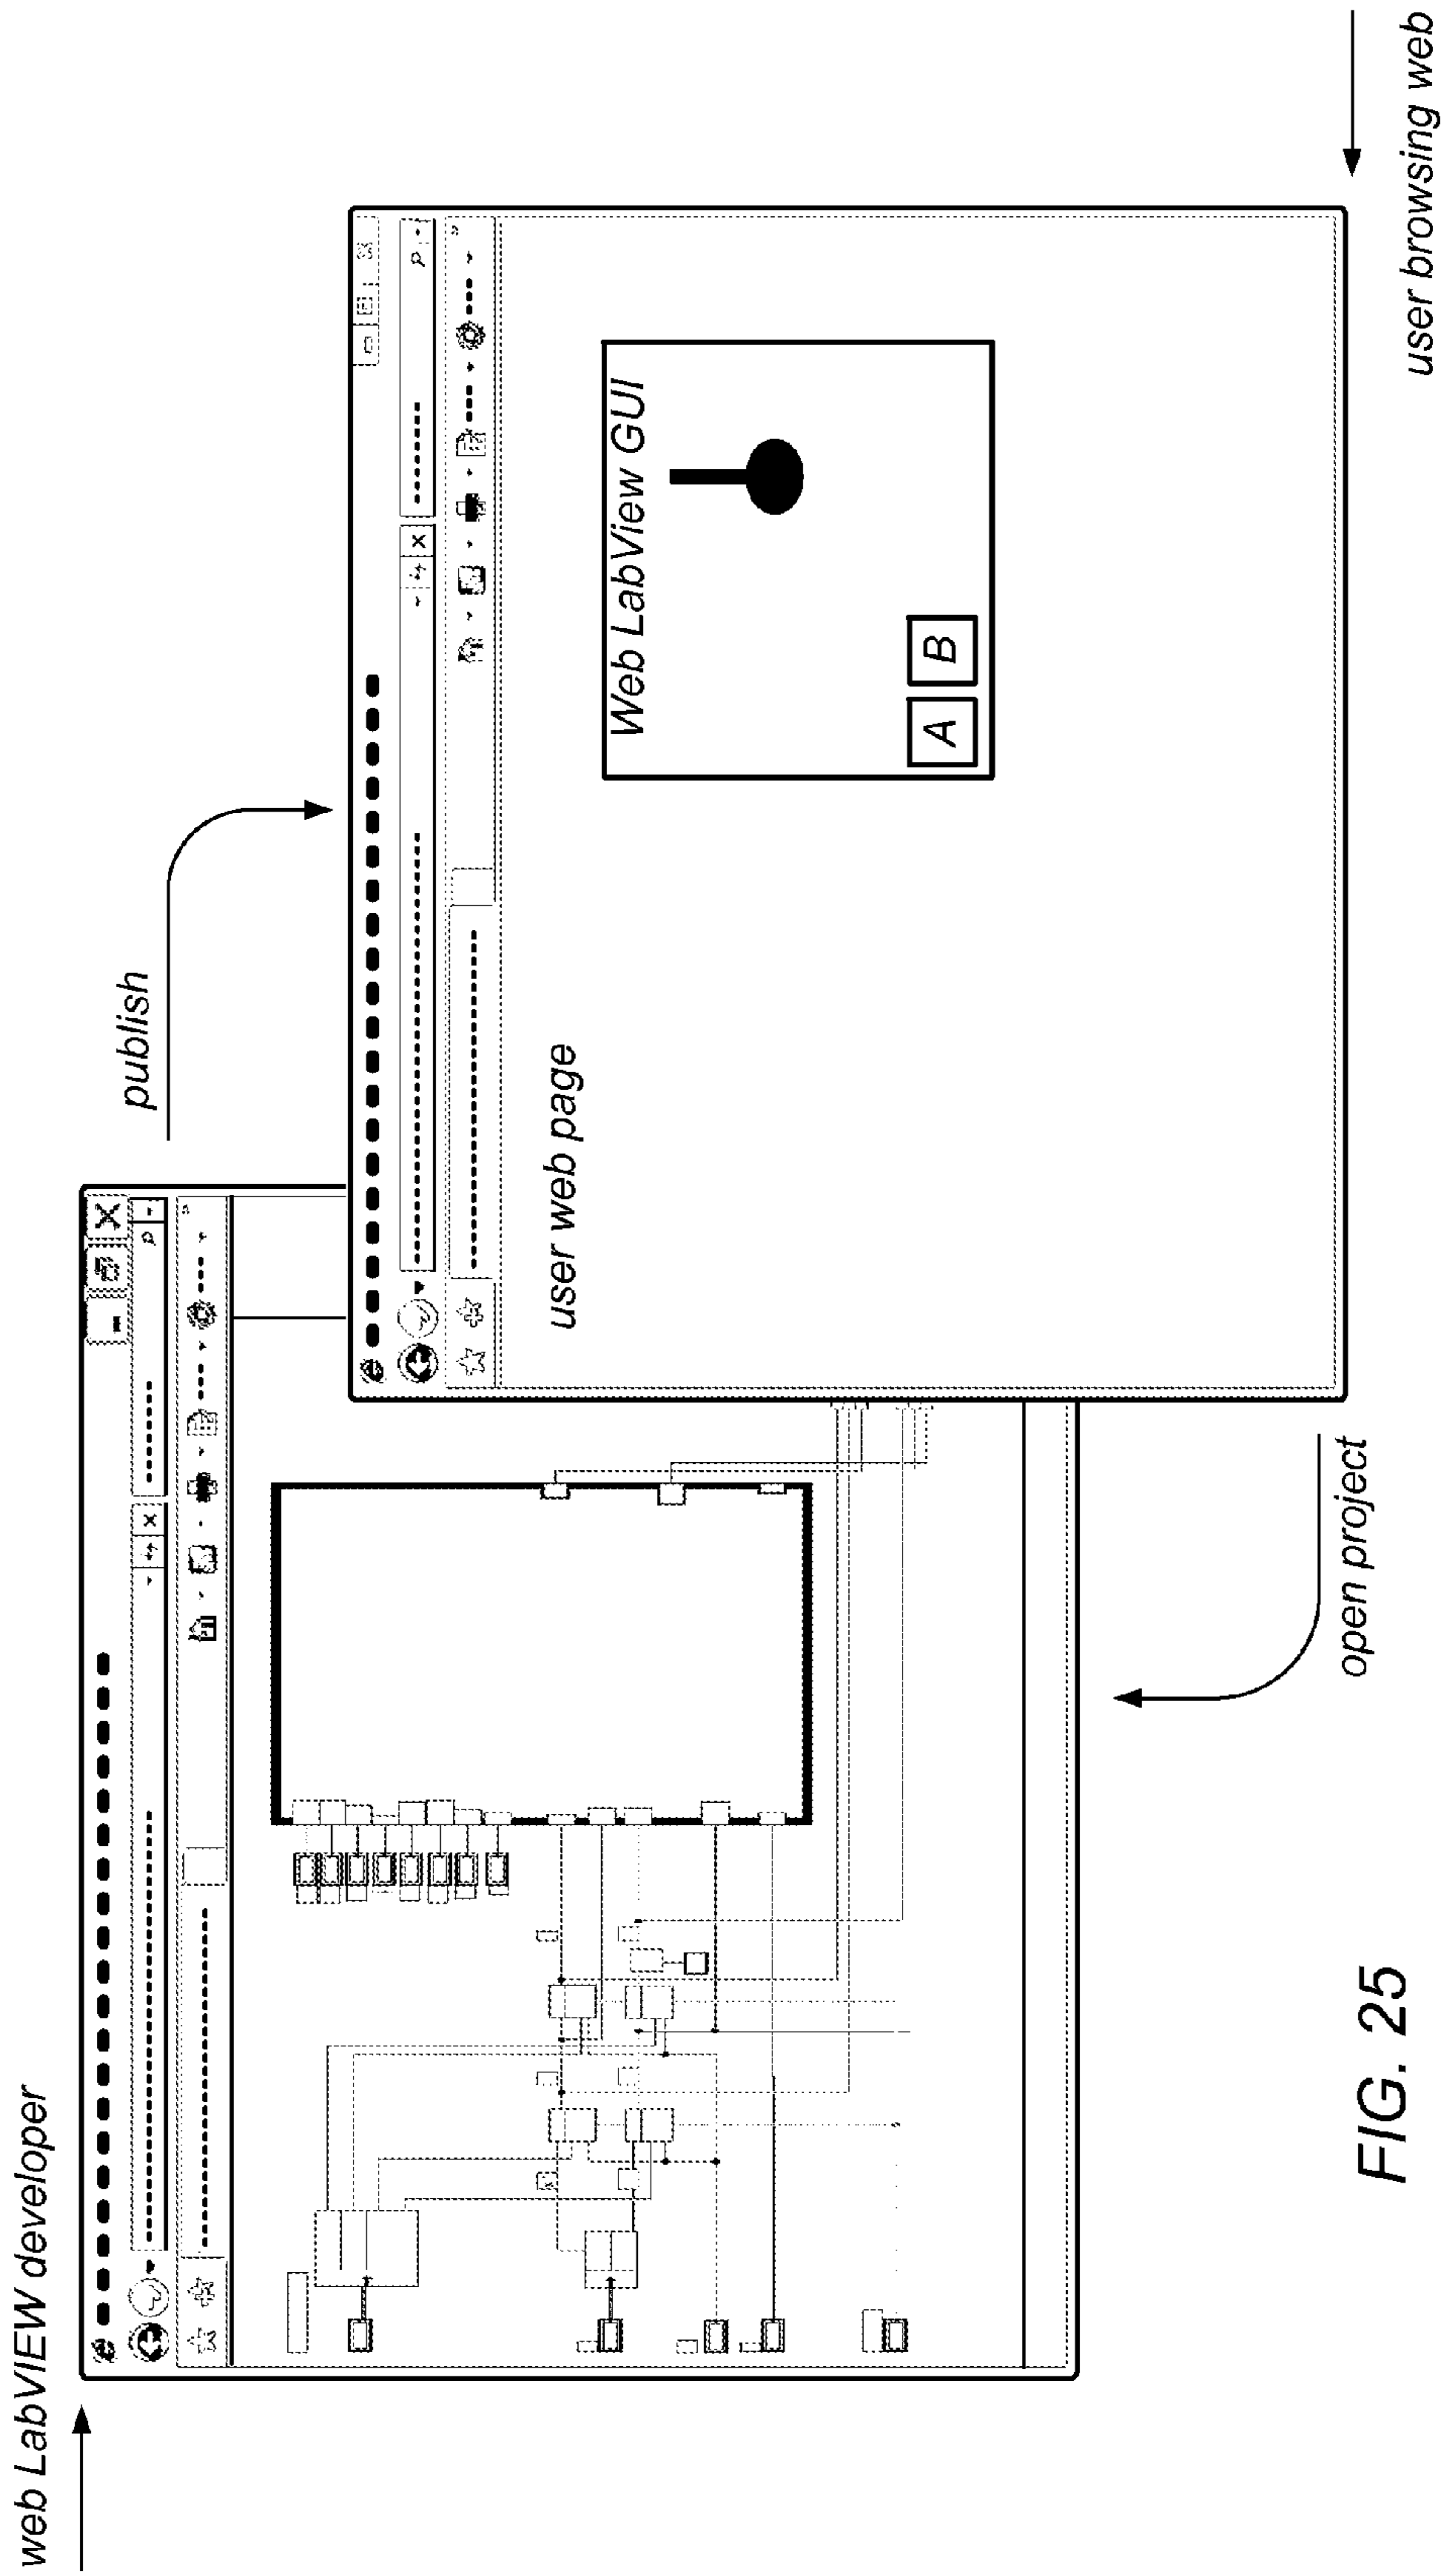 web LabVIEW developer
publish
user web page
Web LabView GUI
A B
open project
user browsing web
FIG. 25